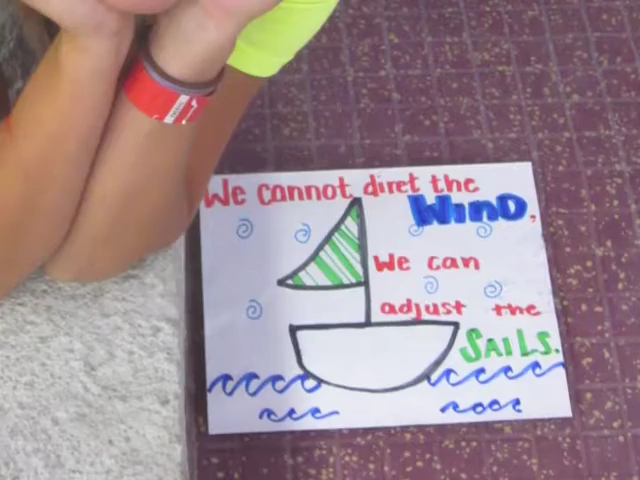 We cannot diret the
WIND,
We can
adjust the
SAILS.